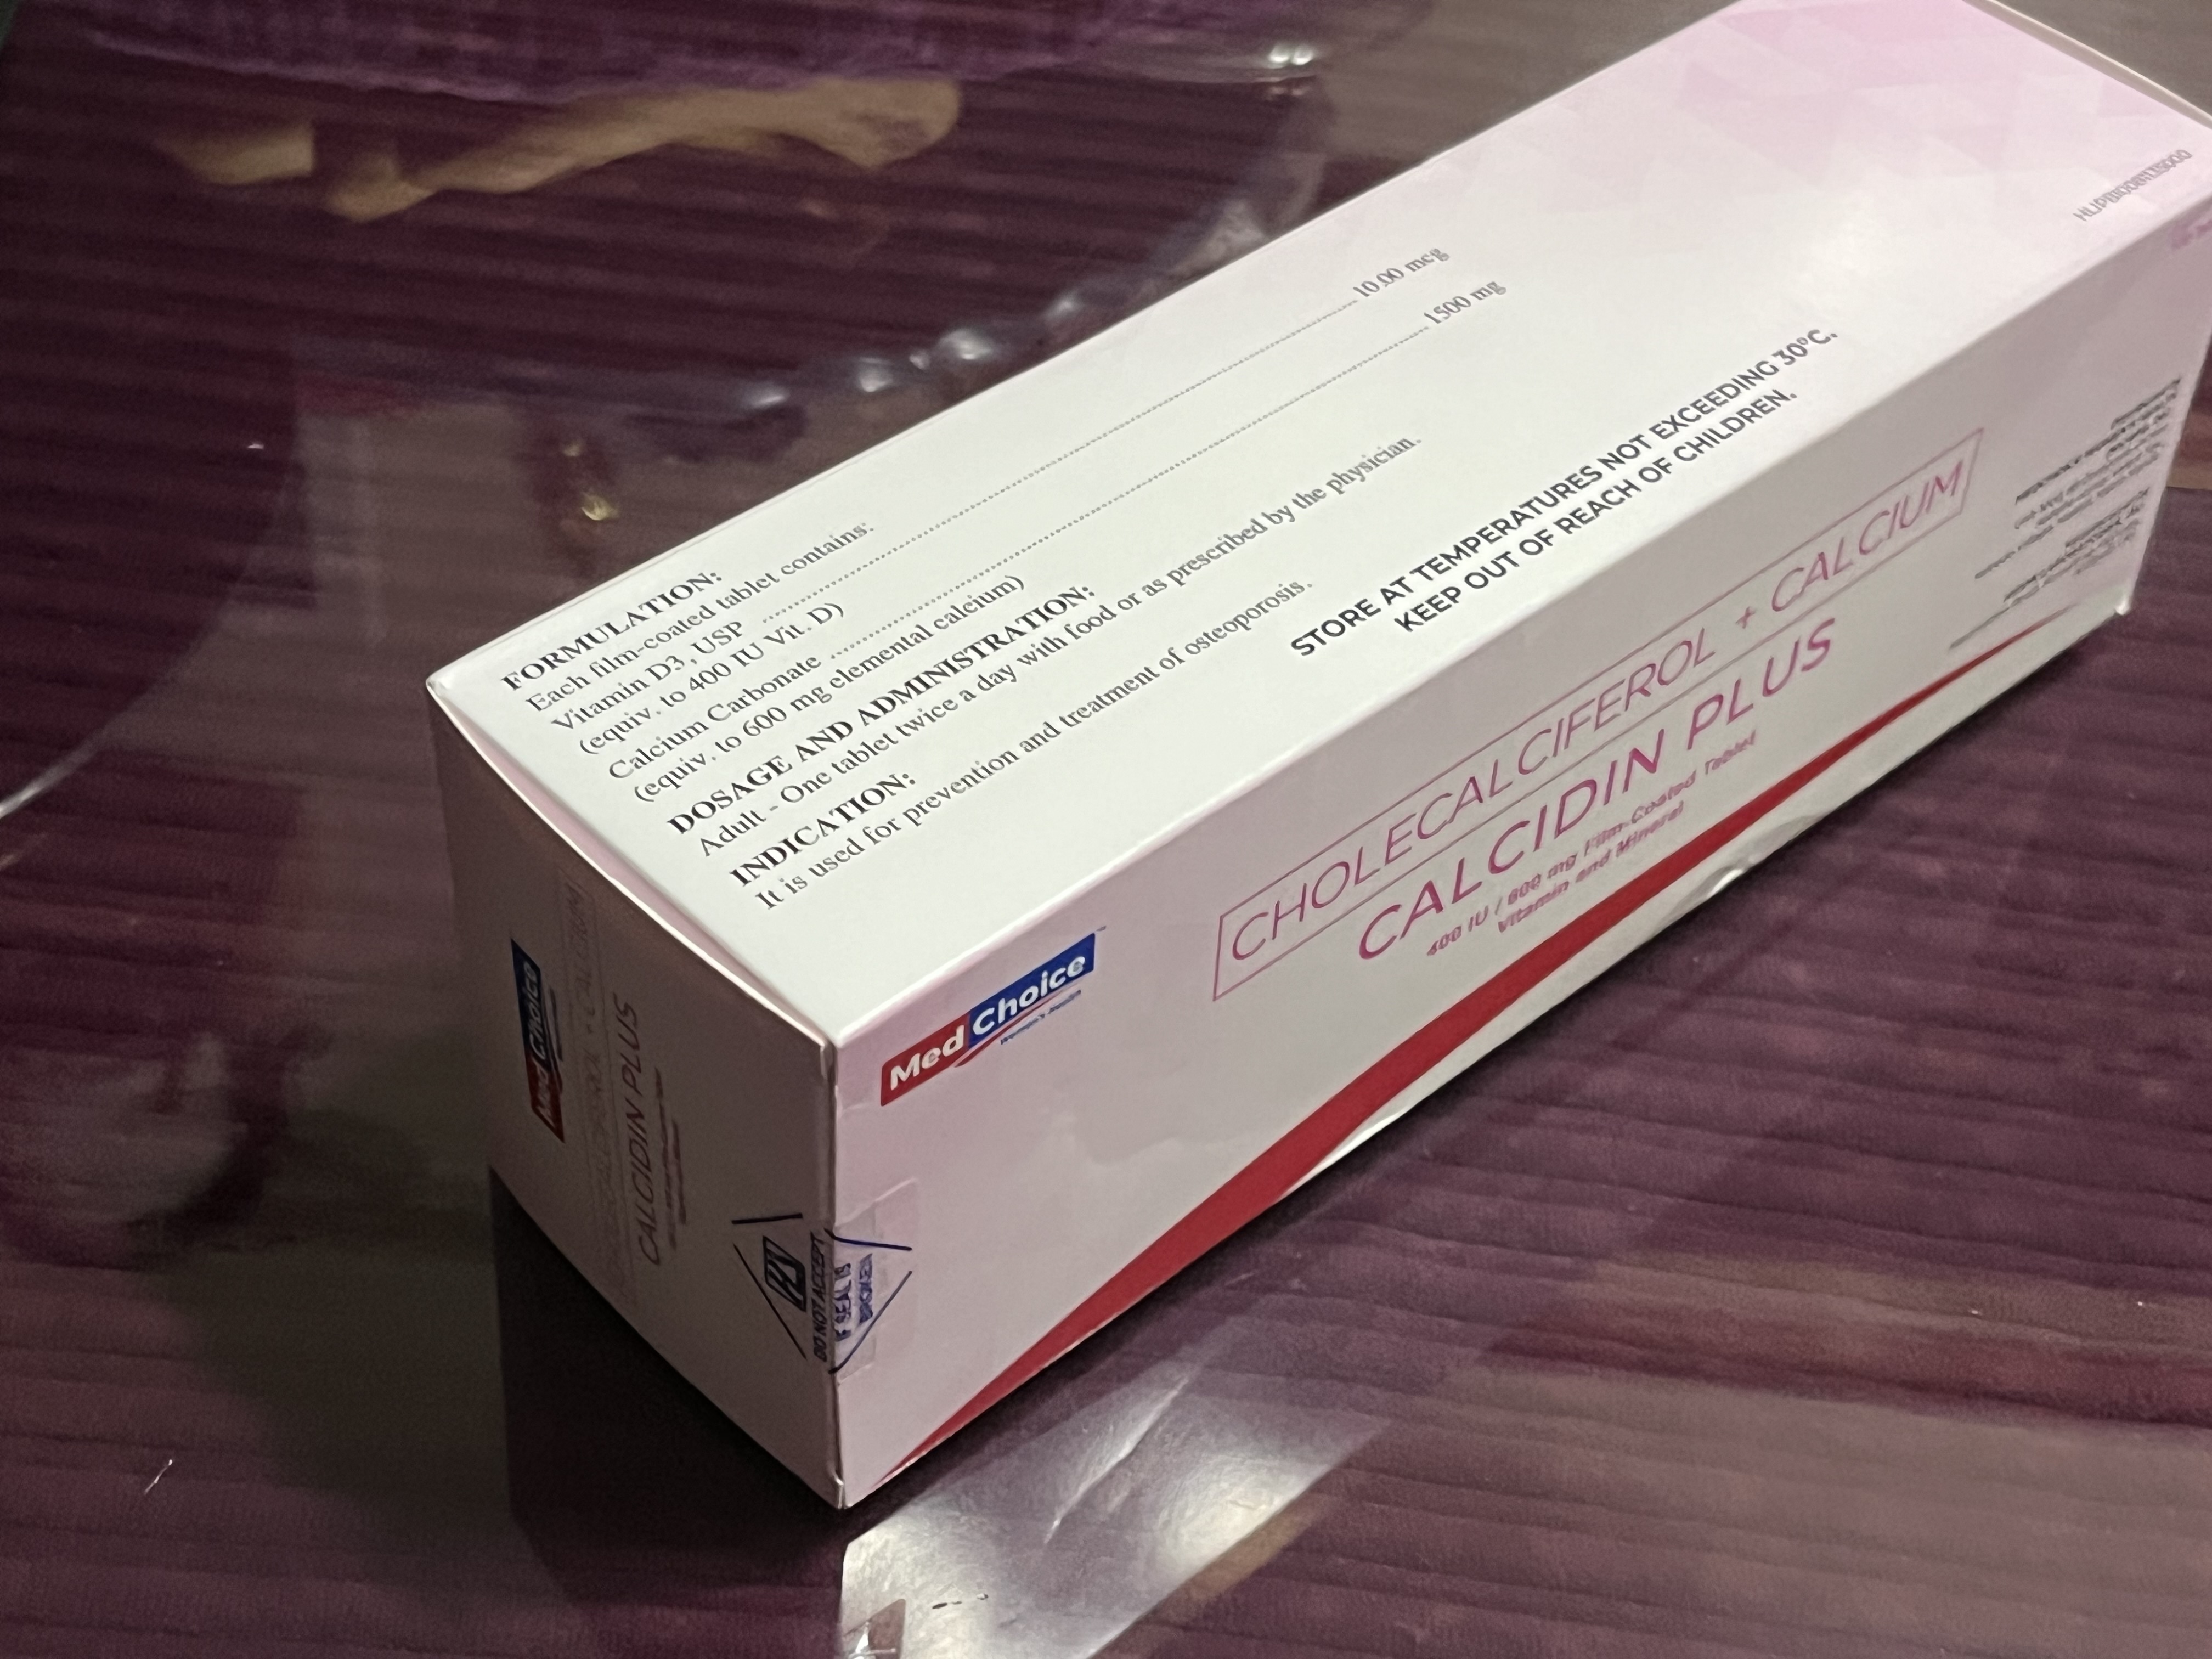 FORMULATION:
Each film-coated tablet contains:
Vitamin D3, USP ........ 10.00 mcg
(equiv. to 400 IU Vit. D)
Calcium Carbonate ........ 1500 mg
(equiv. to 600 mg elemental calcium)
DOSAGE AND ADMINISTRATION:
Adult - One tablet twice a day with food or as prescribed by the physician.
INDICATION:
It is used for prevention and treatment of osteoporosis.
STORE AT TEMPERATURES NOT EXCEEDING 30°C.
KEEP OUT OF REACH OF CHILDREN.
MedChoice
Women's Health
CHOLECALCIFEROL + CALCIUM
CALCIDIN PLUS
400 IU / 600 mg Film-Coated Tablet
Vitamin and Mineral
MedChoice
CHOLECALCIFEROL + CALCIUM
CALCIDIN PLUS
DO NOT ACCEPT
IF SEAL IS
BROKEN